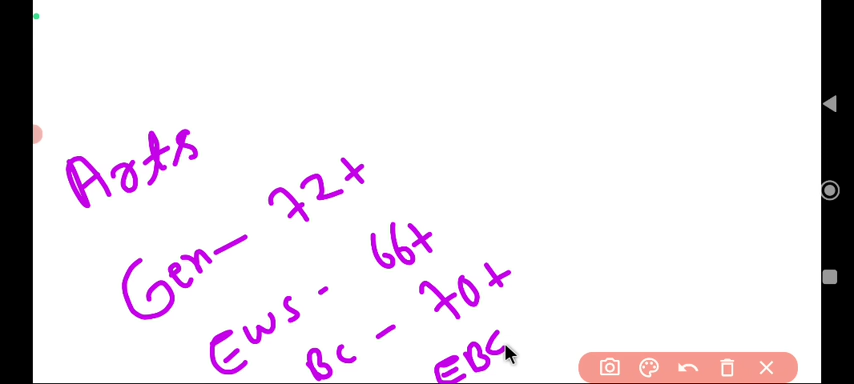 Arts
Gen - 72+
EWS - 66+
BC - 70+
EBC